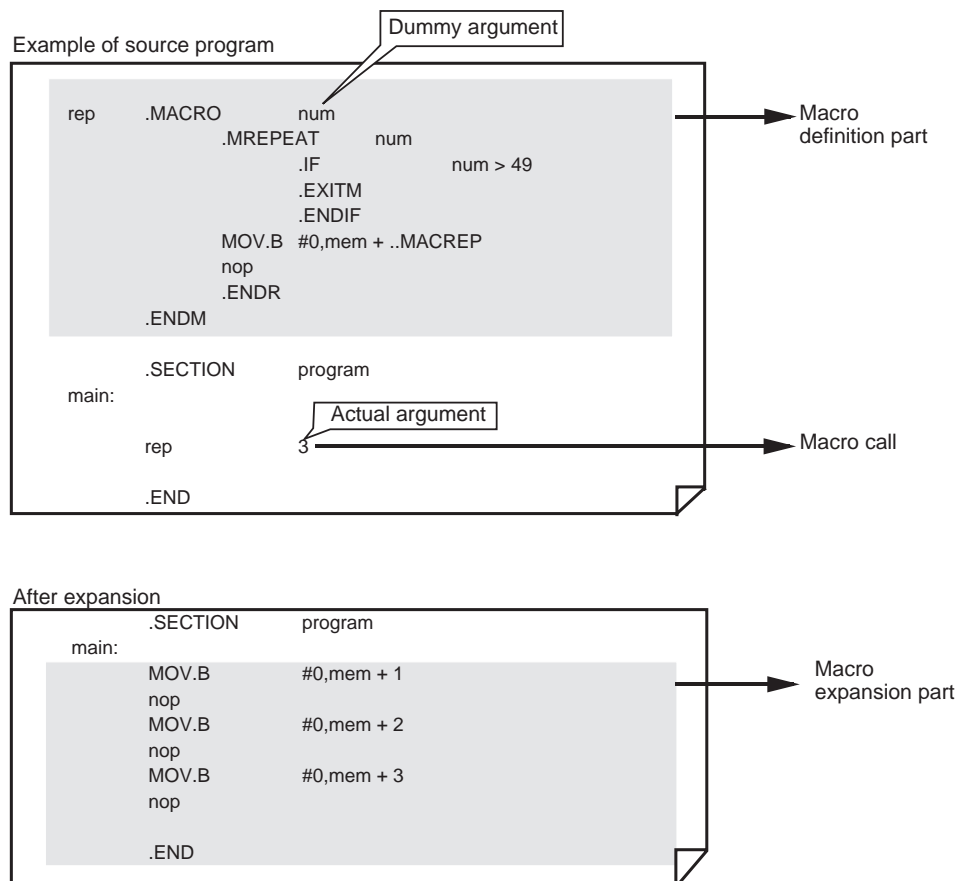 Dummy argument
Example of source program
rep .MACRO num
.MREPEAT num
.IF num > 49
.EXITM
.ENDIF
MOV.B #0,mem + ..MACREP
nop
.ENDR
.ENDM
Macro
definition part
.SECTION program
main:
Actual argument
rep 3
Macro call
.END
After expansion
.SECTION program
main:
MOV.B #0,mem + 1
nop
MOV.B #0,mem + 2
nop
MOV.B #0,mem + 3
nop
.END
Macro
expansion part